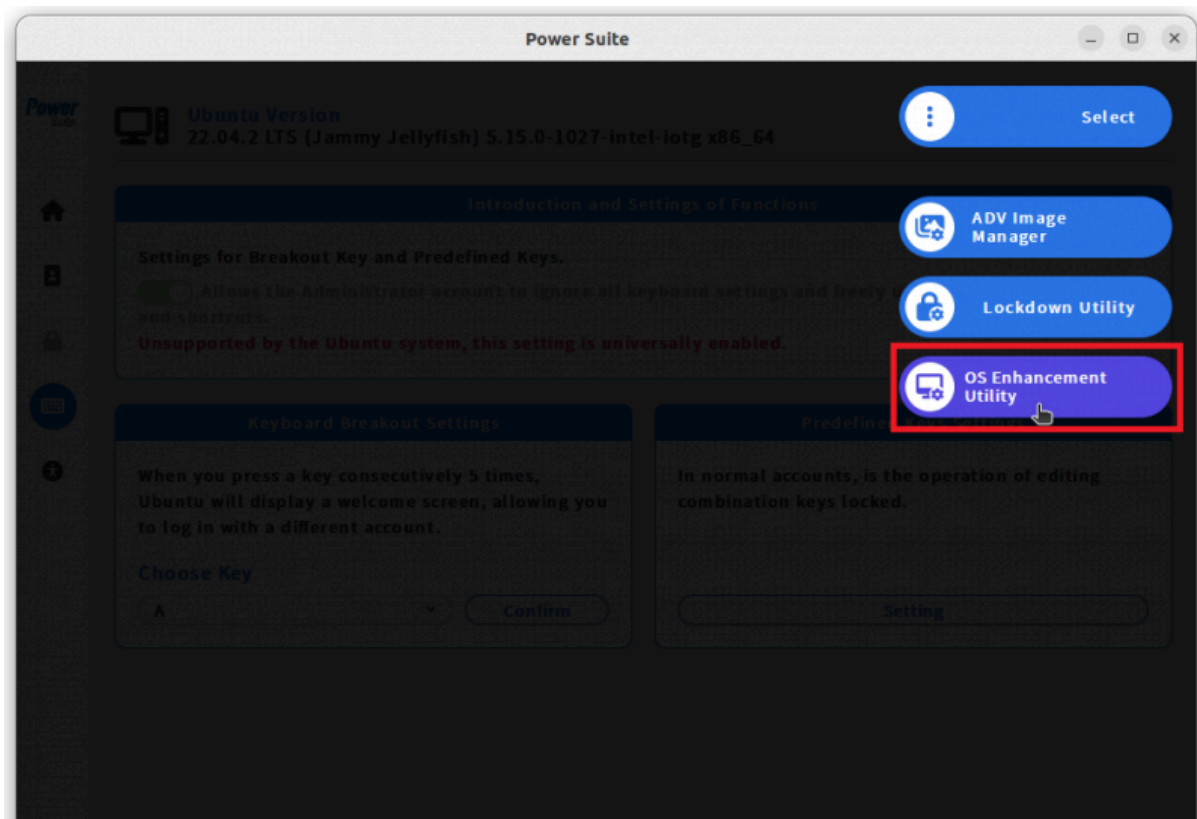 Power Suite
Power
Suite
Ubuntu Version
22.04.2 LTS (Jammy Jellyfish) 5.15.0-1027-intel-iotg x86_64
Select
Introduction and Settings of Functions
ADV Image
Manager
Settings for Breakout Key and Predefined Keys.
Allows the Administrator account to ignore all keyboard settings and freely
and shortcuts.
Lockdown Utility
Unsupported by the Ubuntu system, this setting is universally enabled.
OS Enhancement
Utility
Keyboard Breakout Settings
When you press a key consecutively 5 times,
Ubuntu will display a welcome screen, allowing you
to log in with a different account.
Choose Key
A
Confirm
Predefined Keys Settings
In normal accounts, is the operation of editing
combination keys locked.
Setting